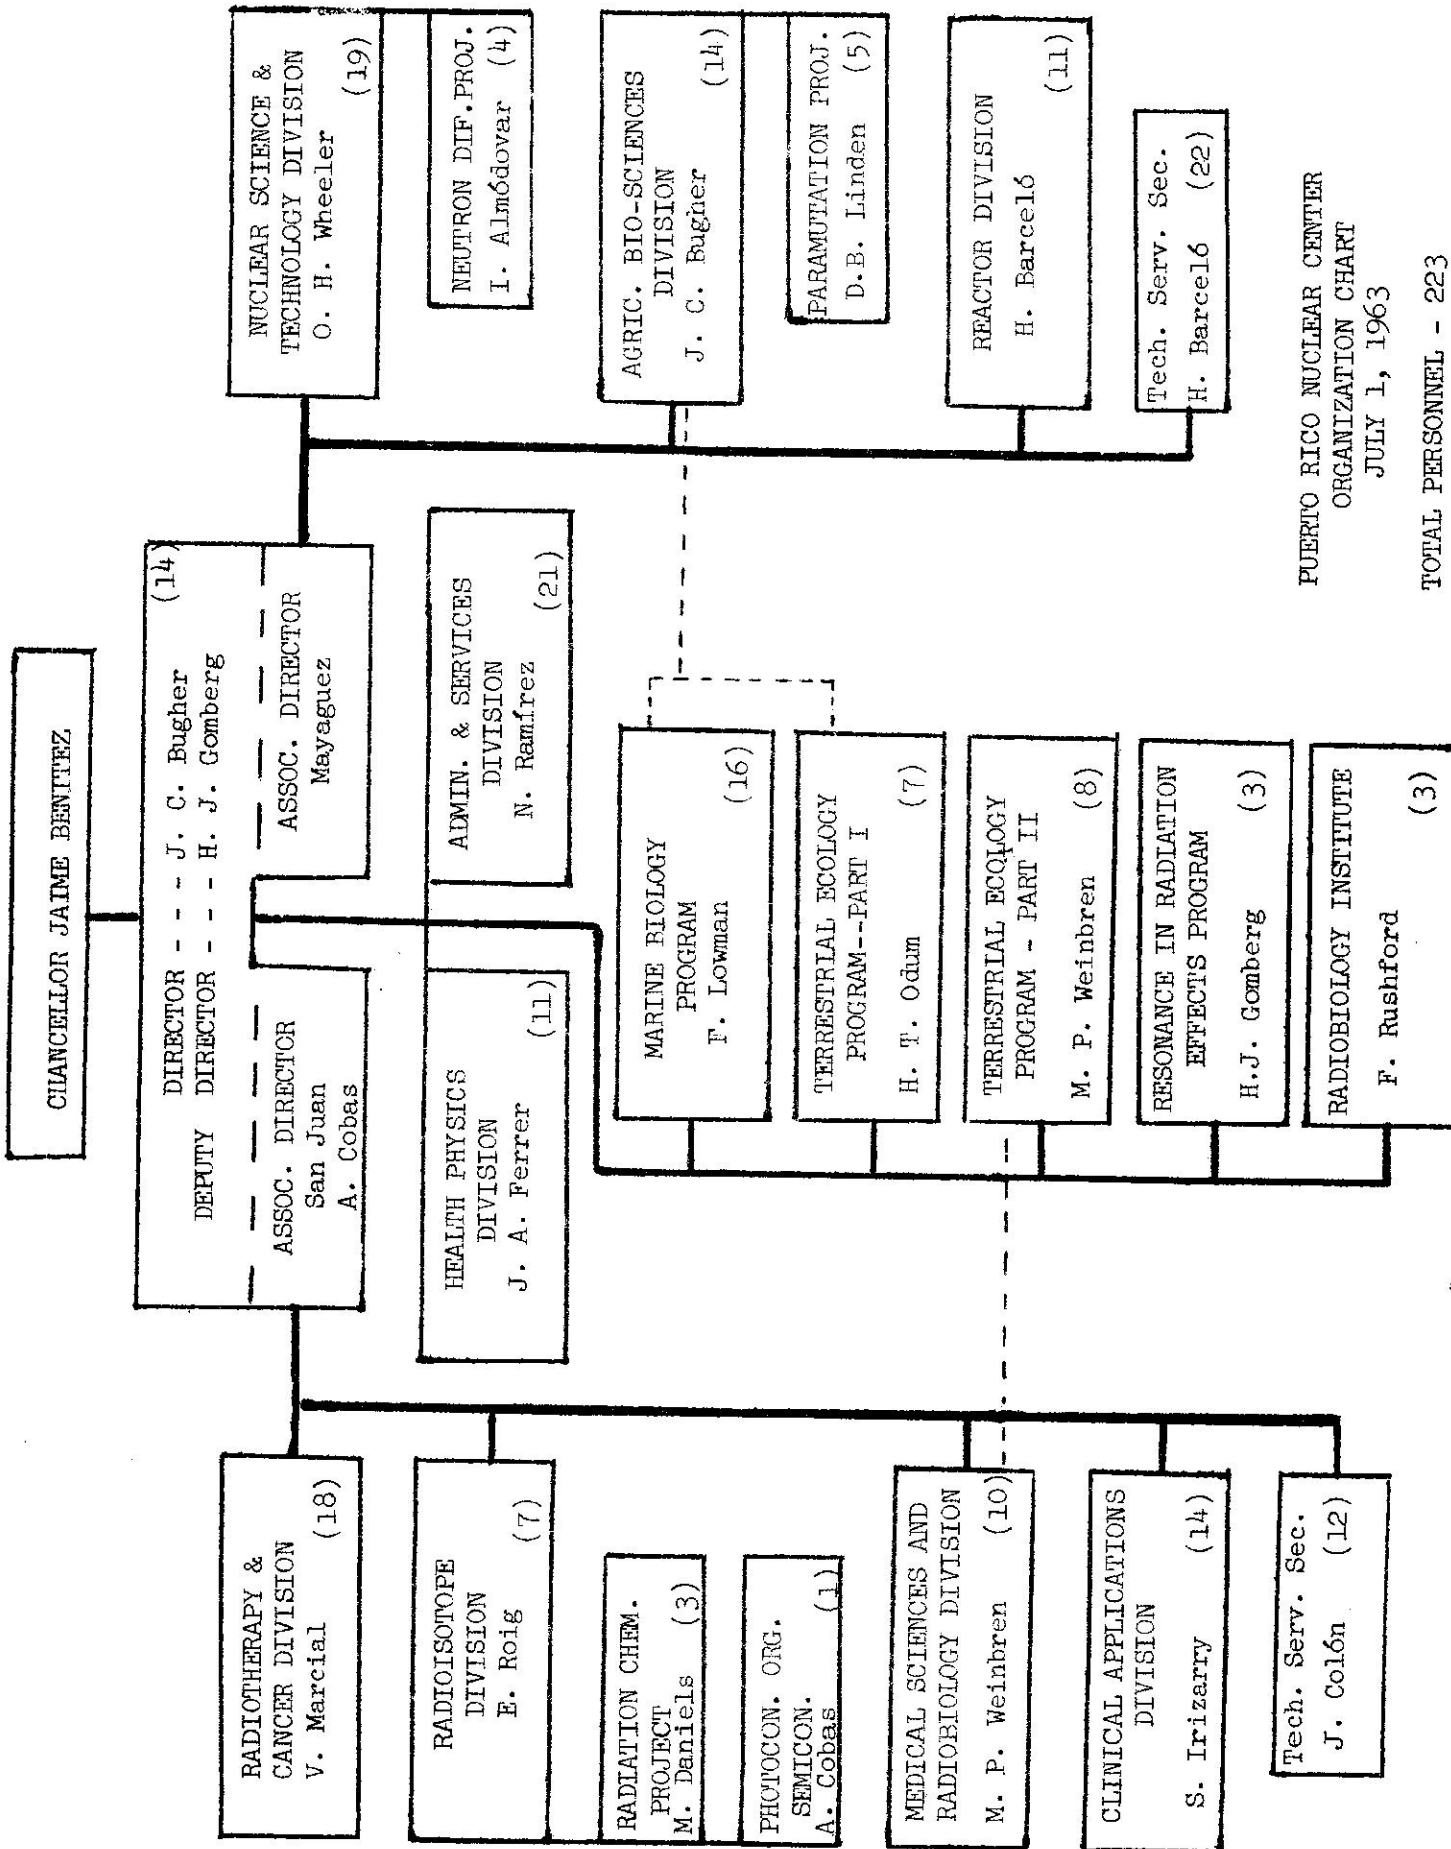 CHANCELLOR JAIME BENITEZ
DIRECTOR - - - J. C. Bugher
(14)
DEPUTY DIRECTOR - - - H. J. Gomberg
ASSOC. DIRECTOR
San Juan
A. Cobas
ASSOC. DIRECTOR
Mayaguez
RADIOTHERAPY &
CANCER DIVISION
V. Marcial (18)
RADIOISOTOPE
DIVISION
E. Roig (7)
RADIATION CHEM.
PROJECT
M. Daniels (3)
PHOTOCON. ORG.
SEMICON.
A. Cobas (1)
MEDICAL SCIENCES AND
RADIOBIOLOGY DIVISION
M. P. Weinbren (10)
CLINICAL APPLICATIONS
DIVISION
S. Irizarry (14)
Tech. Serv. Sec.
J. Colón (12)
HEALTH PHYSICS
DIVISION
J. A. Ferrer (11)
ADMIN. & SERVICES
DIVISION
N. Ramírez (21)
MARINE BIOLOGY
PROGRAM
F. Lowman (16)
TERRESTRIAL ECOLOGY
PROGRAM--PART I
H. T. Odum (7)
TERRESTRIAL ECOLOGY
PROGRAM - PART II
M. P. Weinbren (8)
RESONANCE IN RADIATION
EFFECTS PROGRAM
H.J. Gomberg (3)
RADIOBIOLOGY INSTITUTE
F. Rushford (3)
NUCLEAR SCIENCE &
TECHNOLOGY DIVISION
O. H. Wheeler
(19)
NEUTRON DIF.PROJ.
I. Almódovar (4)
AGRIC. BIO-SCIENCES
DIVISION
J. C. Bugher (14)
PARAMUTATION PROJ.
D.B. Linden (5)
REACTOR DIVISION
H. Barceló
(11)
Tech. Serv. Sec.
H. Barceló (22)
PUERTO RICO NUCLEAR CENTER
ORGANIZATION CHART
JULY 1, 1963
TOTAL PERSONNEL - 223